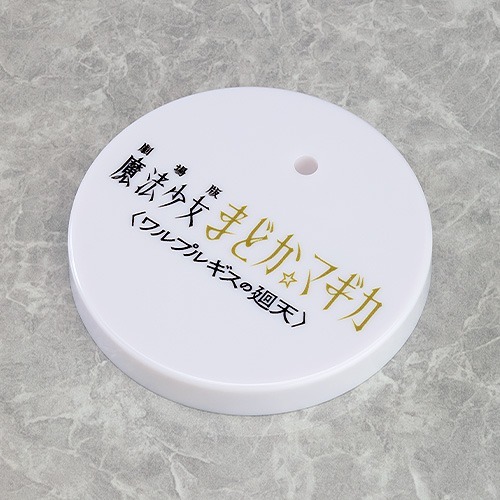 劇場版
魔法少女まどか☆マギカ
〈ワルプルギスの廻天〉